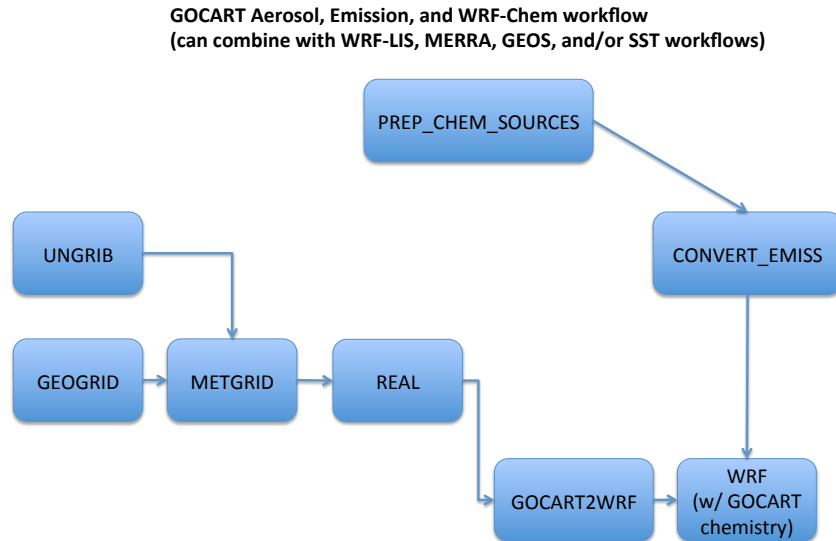 GOCART Aerosol, Emission, and WRF-Chem workflow
(can combine with WRF-LIS, MERRA, GEOS, and/or SST workflows)
PREP_CHEM_SOURCES
UNGRIB
CONVERT_EMISS
GEOGRID
METGRID
REAL
GOCART2WRF
WRF
(w/ GOCART
chemistry)